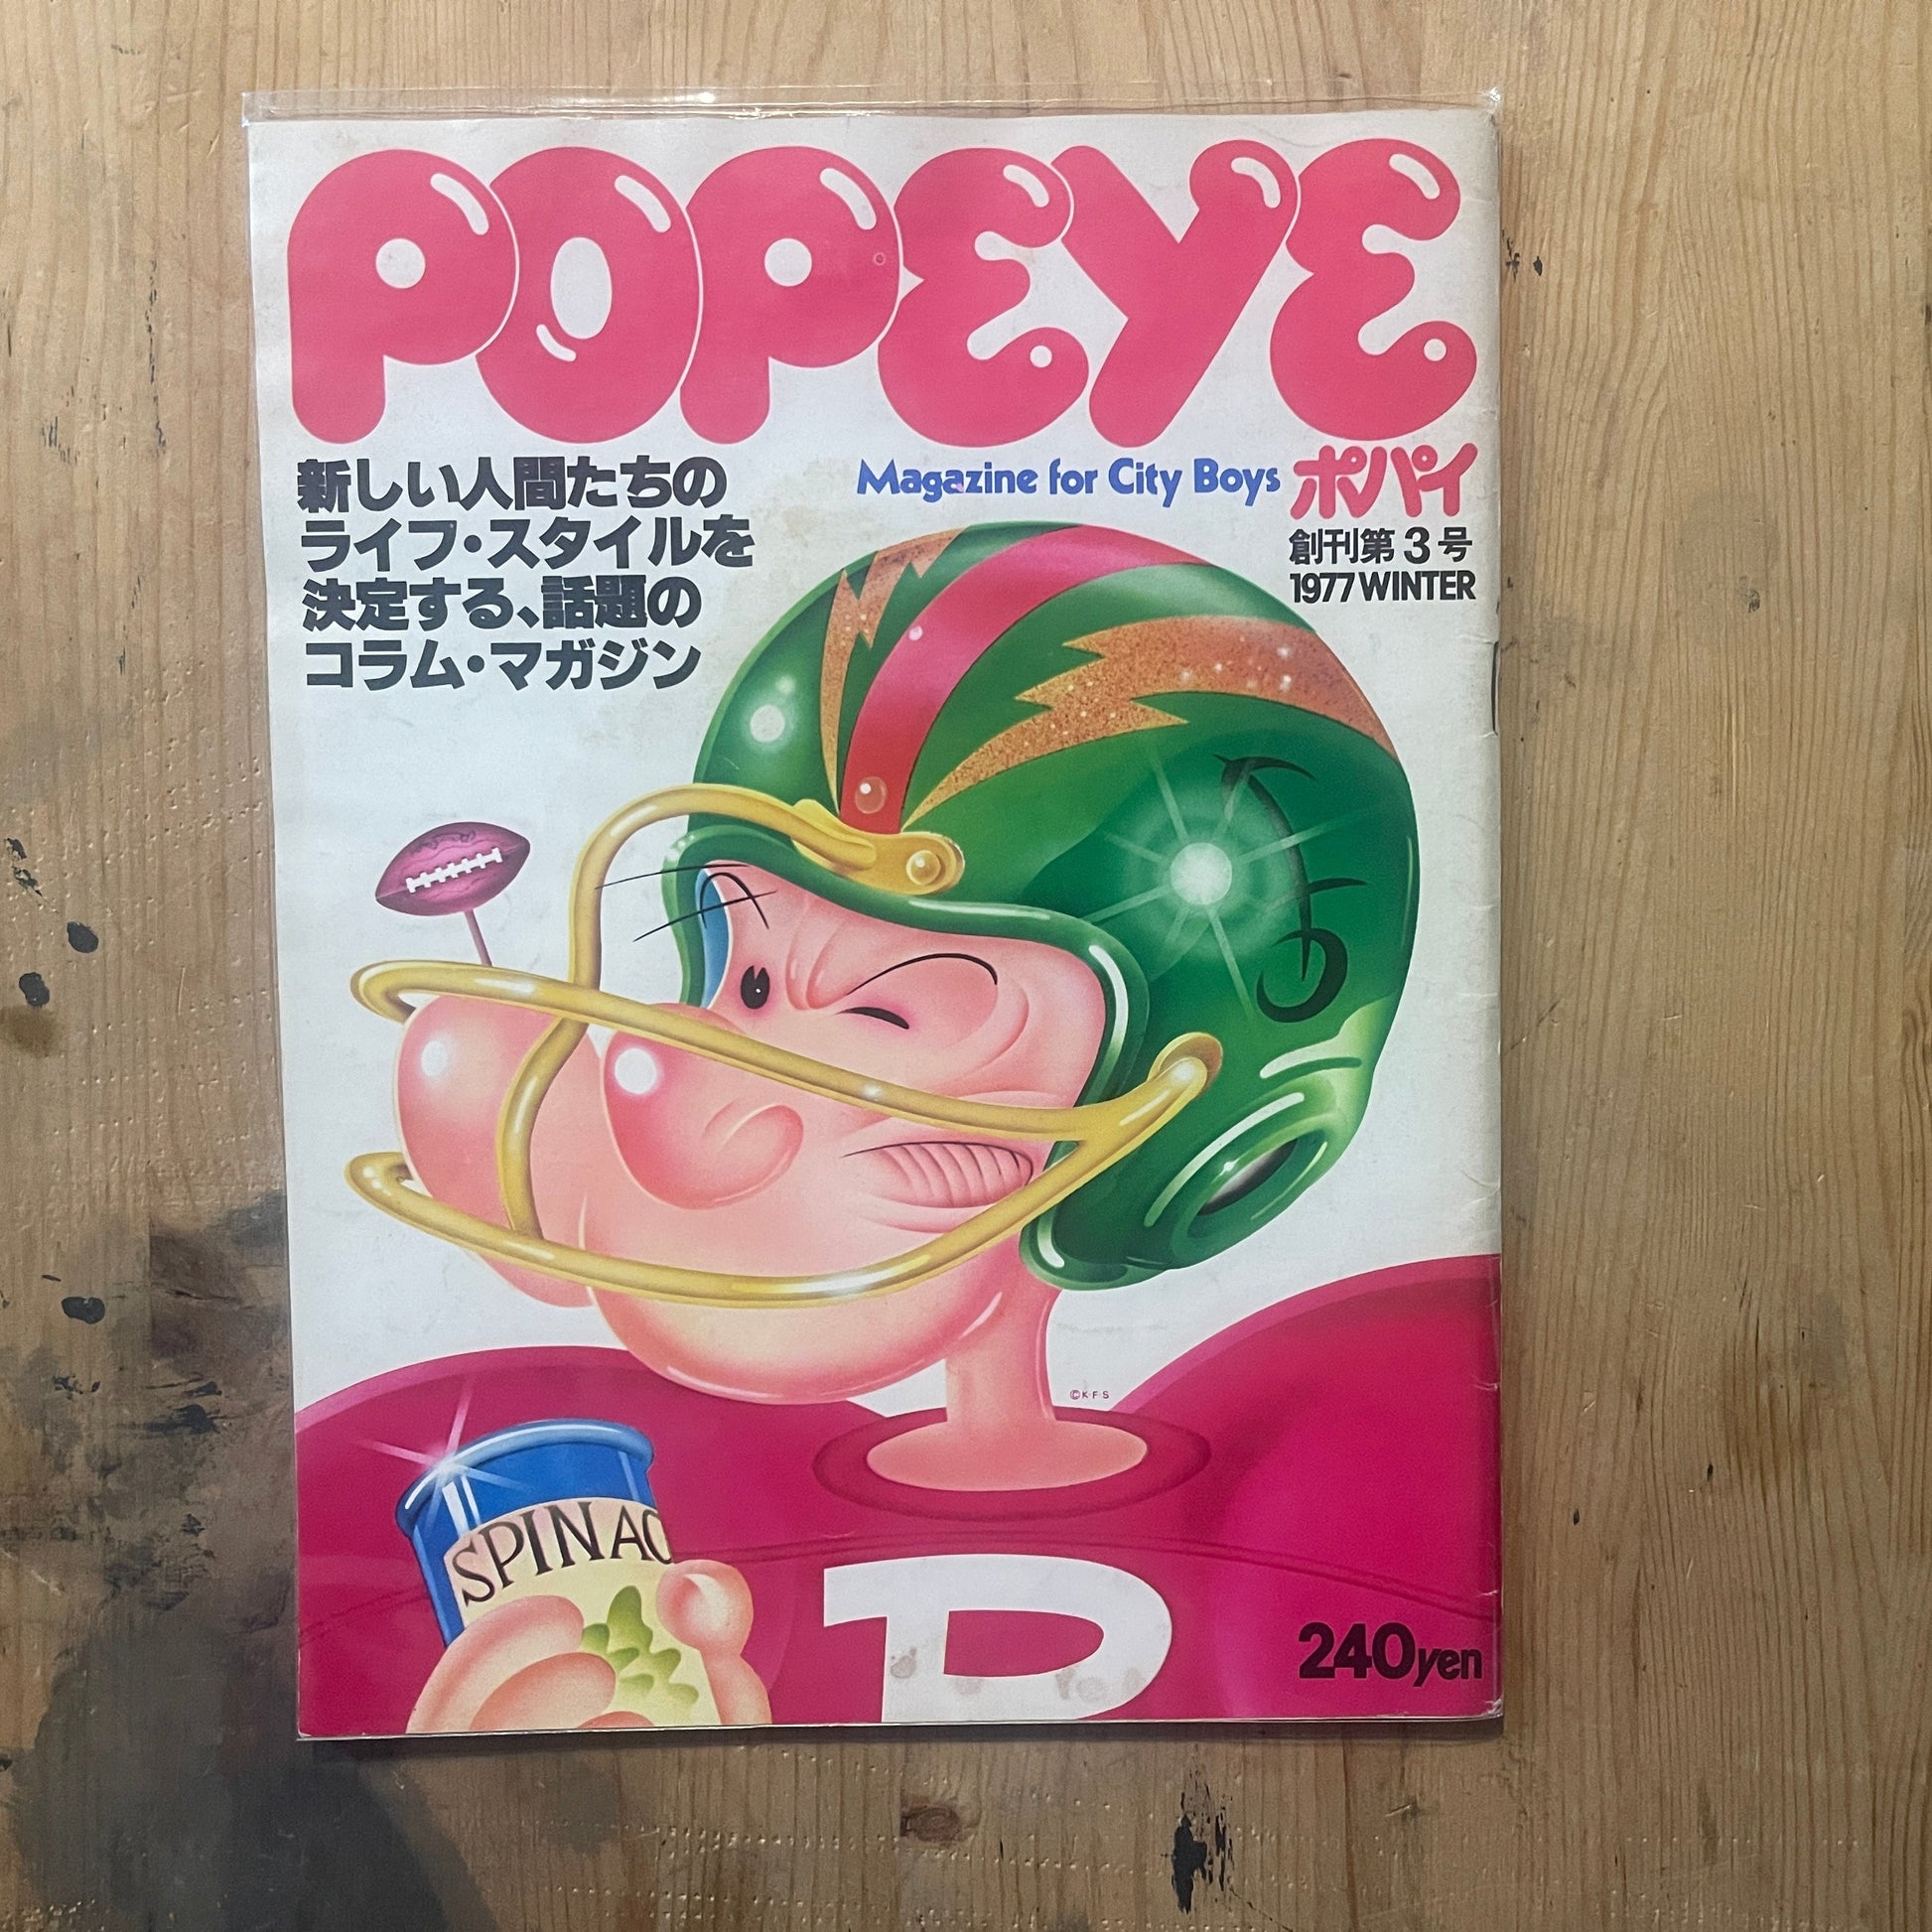 POPEYE
Magazine for City Boys
ポパイ
創刊第3号
1977 WINTER
新しい人間たちの
ライフ・スタイルを
決定する、話題の
コラム・マガジン
©K·F·S
SPINAC
P
240yen